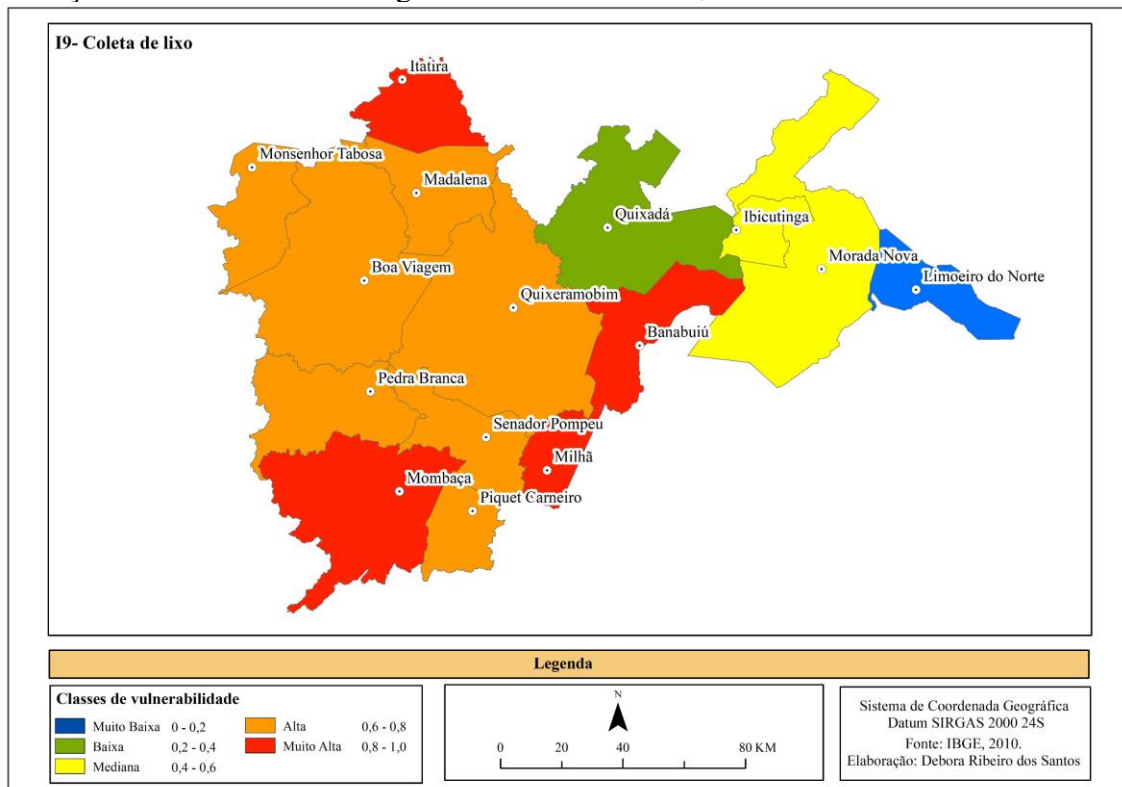 I9- Coleta de lixo
Itatira
Monsenhor Tabosa
Madalena
Quixadá
Ibicutinga
Morada Nova
Boa Viagem
Limoeiro do Norte
Quixeramobim
Banabuiú
Pedra Branca
Senador Pompeu
Milhã
Mombaça
Piquet Carneiro
Legenda
Classes de vulnerabilidade
Muito Baixa 0 - 0,2
Baixa 0,2 - 0,4
Mediana 0,4 - 0,6
Alta 0,6 - 0,8
Muito Alta 0,8 - 1,0
N
0 20 40 80 KM
Sistema de Coordenada Geográfica
Datum SIRGAS 2000 24S
Fonte: IBGE, 2010.
Elaboração: Debora Ribeiro dos Santos